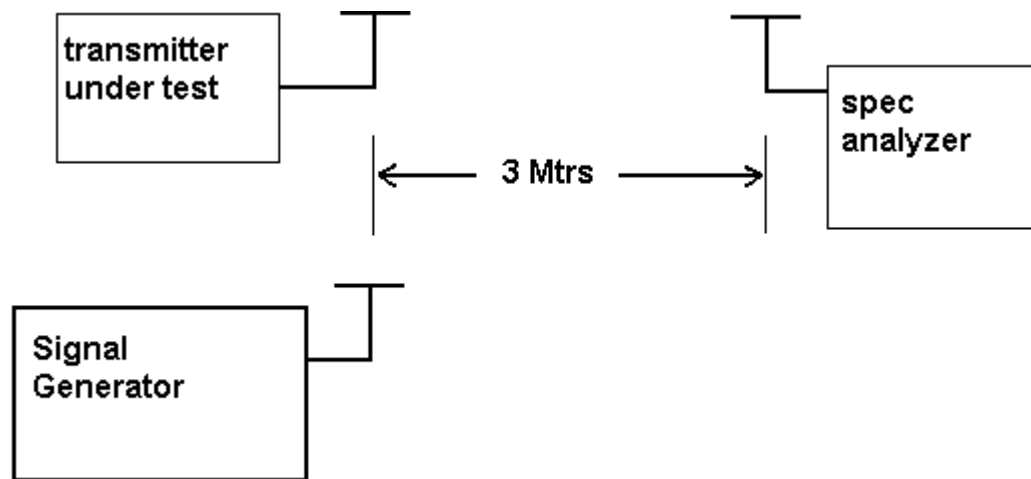 transmitter
under test
spec
analyzer
3 Mtrs
Signal
Generator